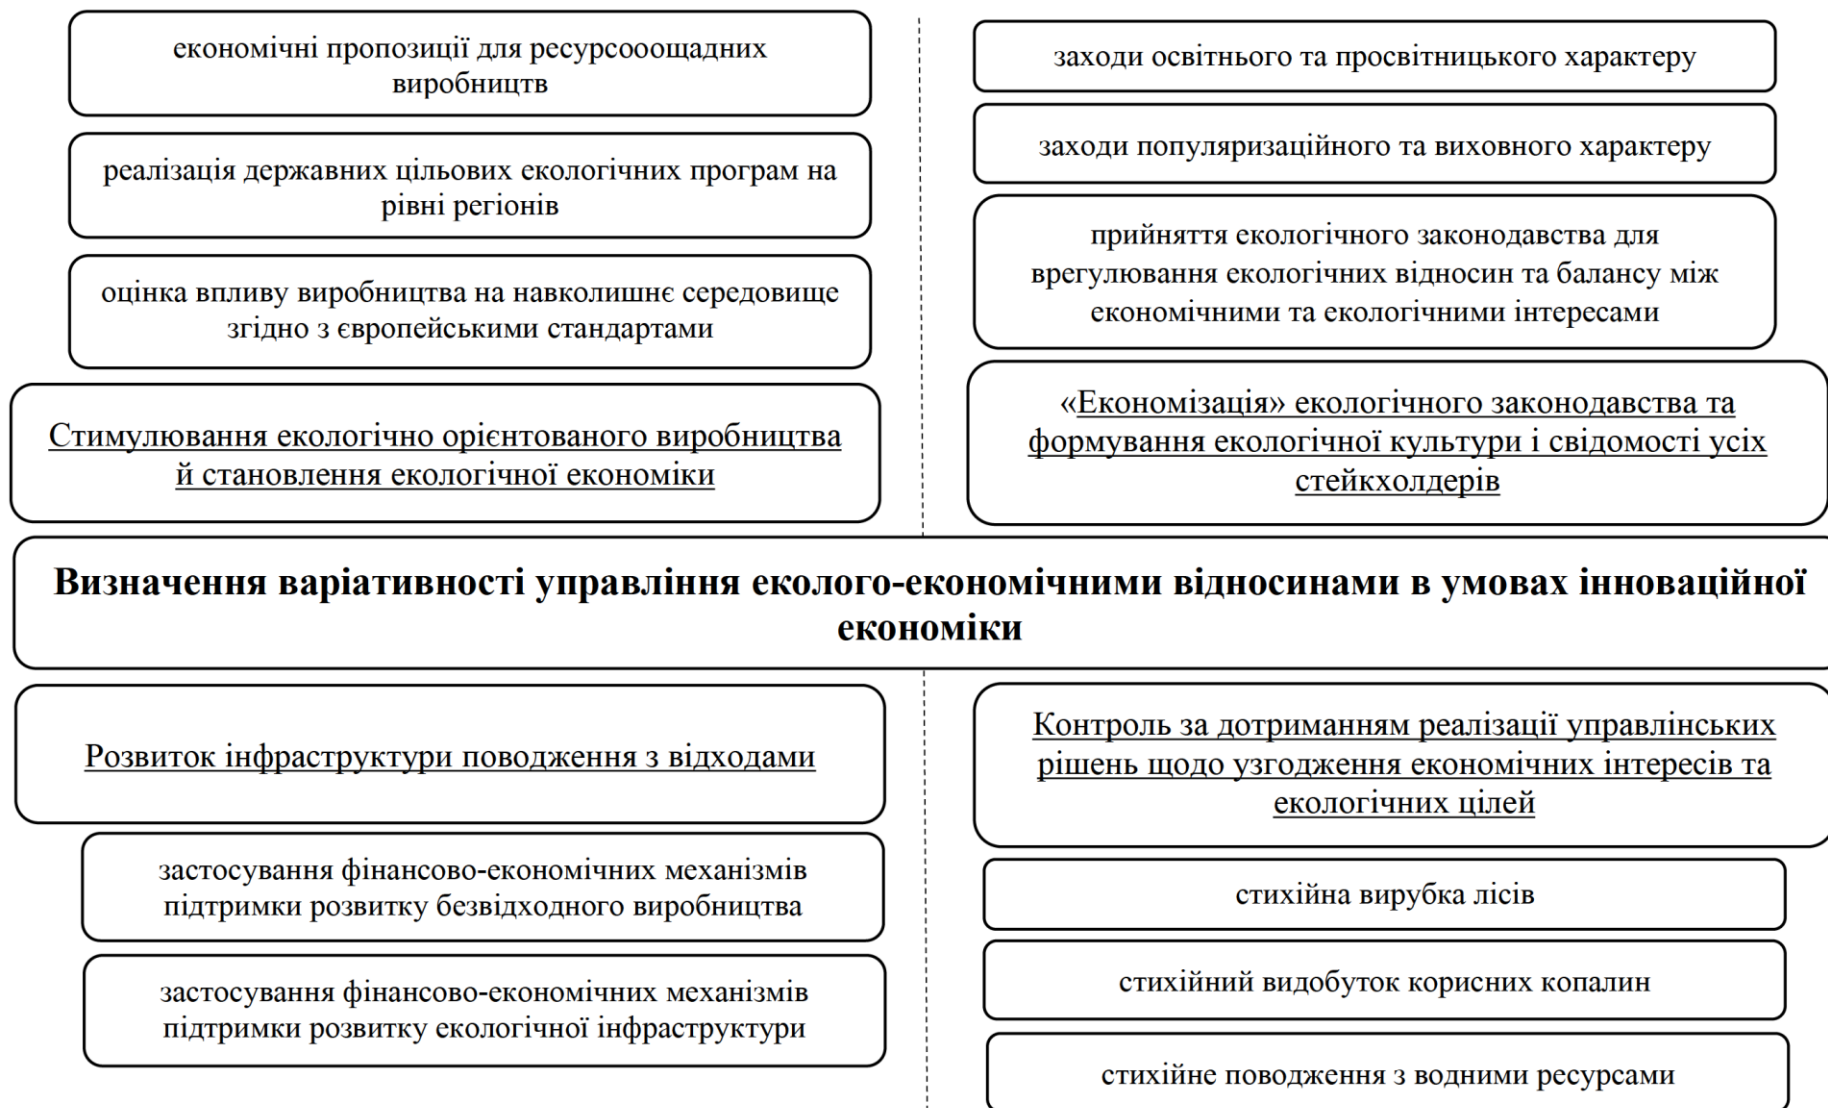 економічні пропозиції для ресурсооощадних
виробництв
реалізація державних цільових екологічних програм на
рівні регіонів
оцінка впливу виробництва на навколишнє середовище
згідно з європейськими стандартами
Стимулювання екологічно орієнтованого виробництва
й становлення екологічної економіки
заходи освітнього та просвітницького характеру
заходи популяризаційного та виховного характеру
прийняття екологічного законодавства для
врегулювання екологічних відносин та балансу між
економічними та екологічними інтересами
«Економізація» екологічного законодавства та
формування екологічної культури і свідомості усіх
стейкхолдерів
Визначення варіативності управління еколого-економічними відносинами в умовах інноваційної
економіки
Розвиток інфраструктури поводження з відходами
застосування фінансово-економічних механізмів
підтримки розвитку безвідходного виробництва
застосування фінансово-економічних механізмів
підтримки розвитку екологічної інфраструктури
Контроль за дотриманням реалізації управлінських
рішень щодо узгодження економічних інтересів та
екологічних цілей
стихійна вирубка лісів
стихійний видобуток корисних копалин
стихійне поводження з водними ресурсами